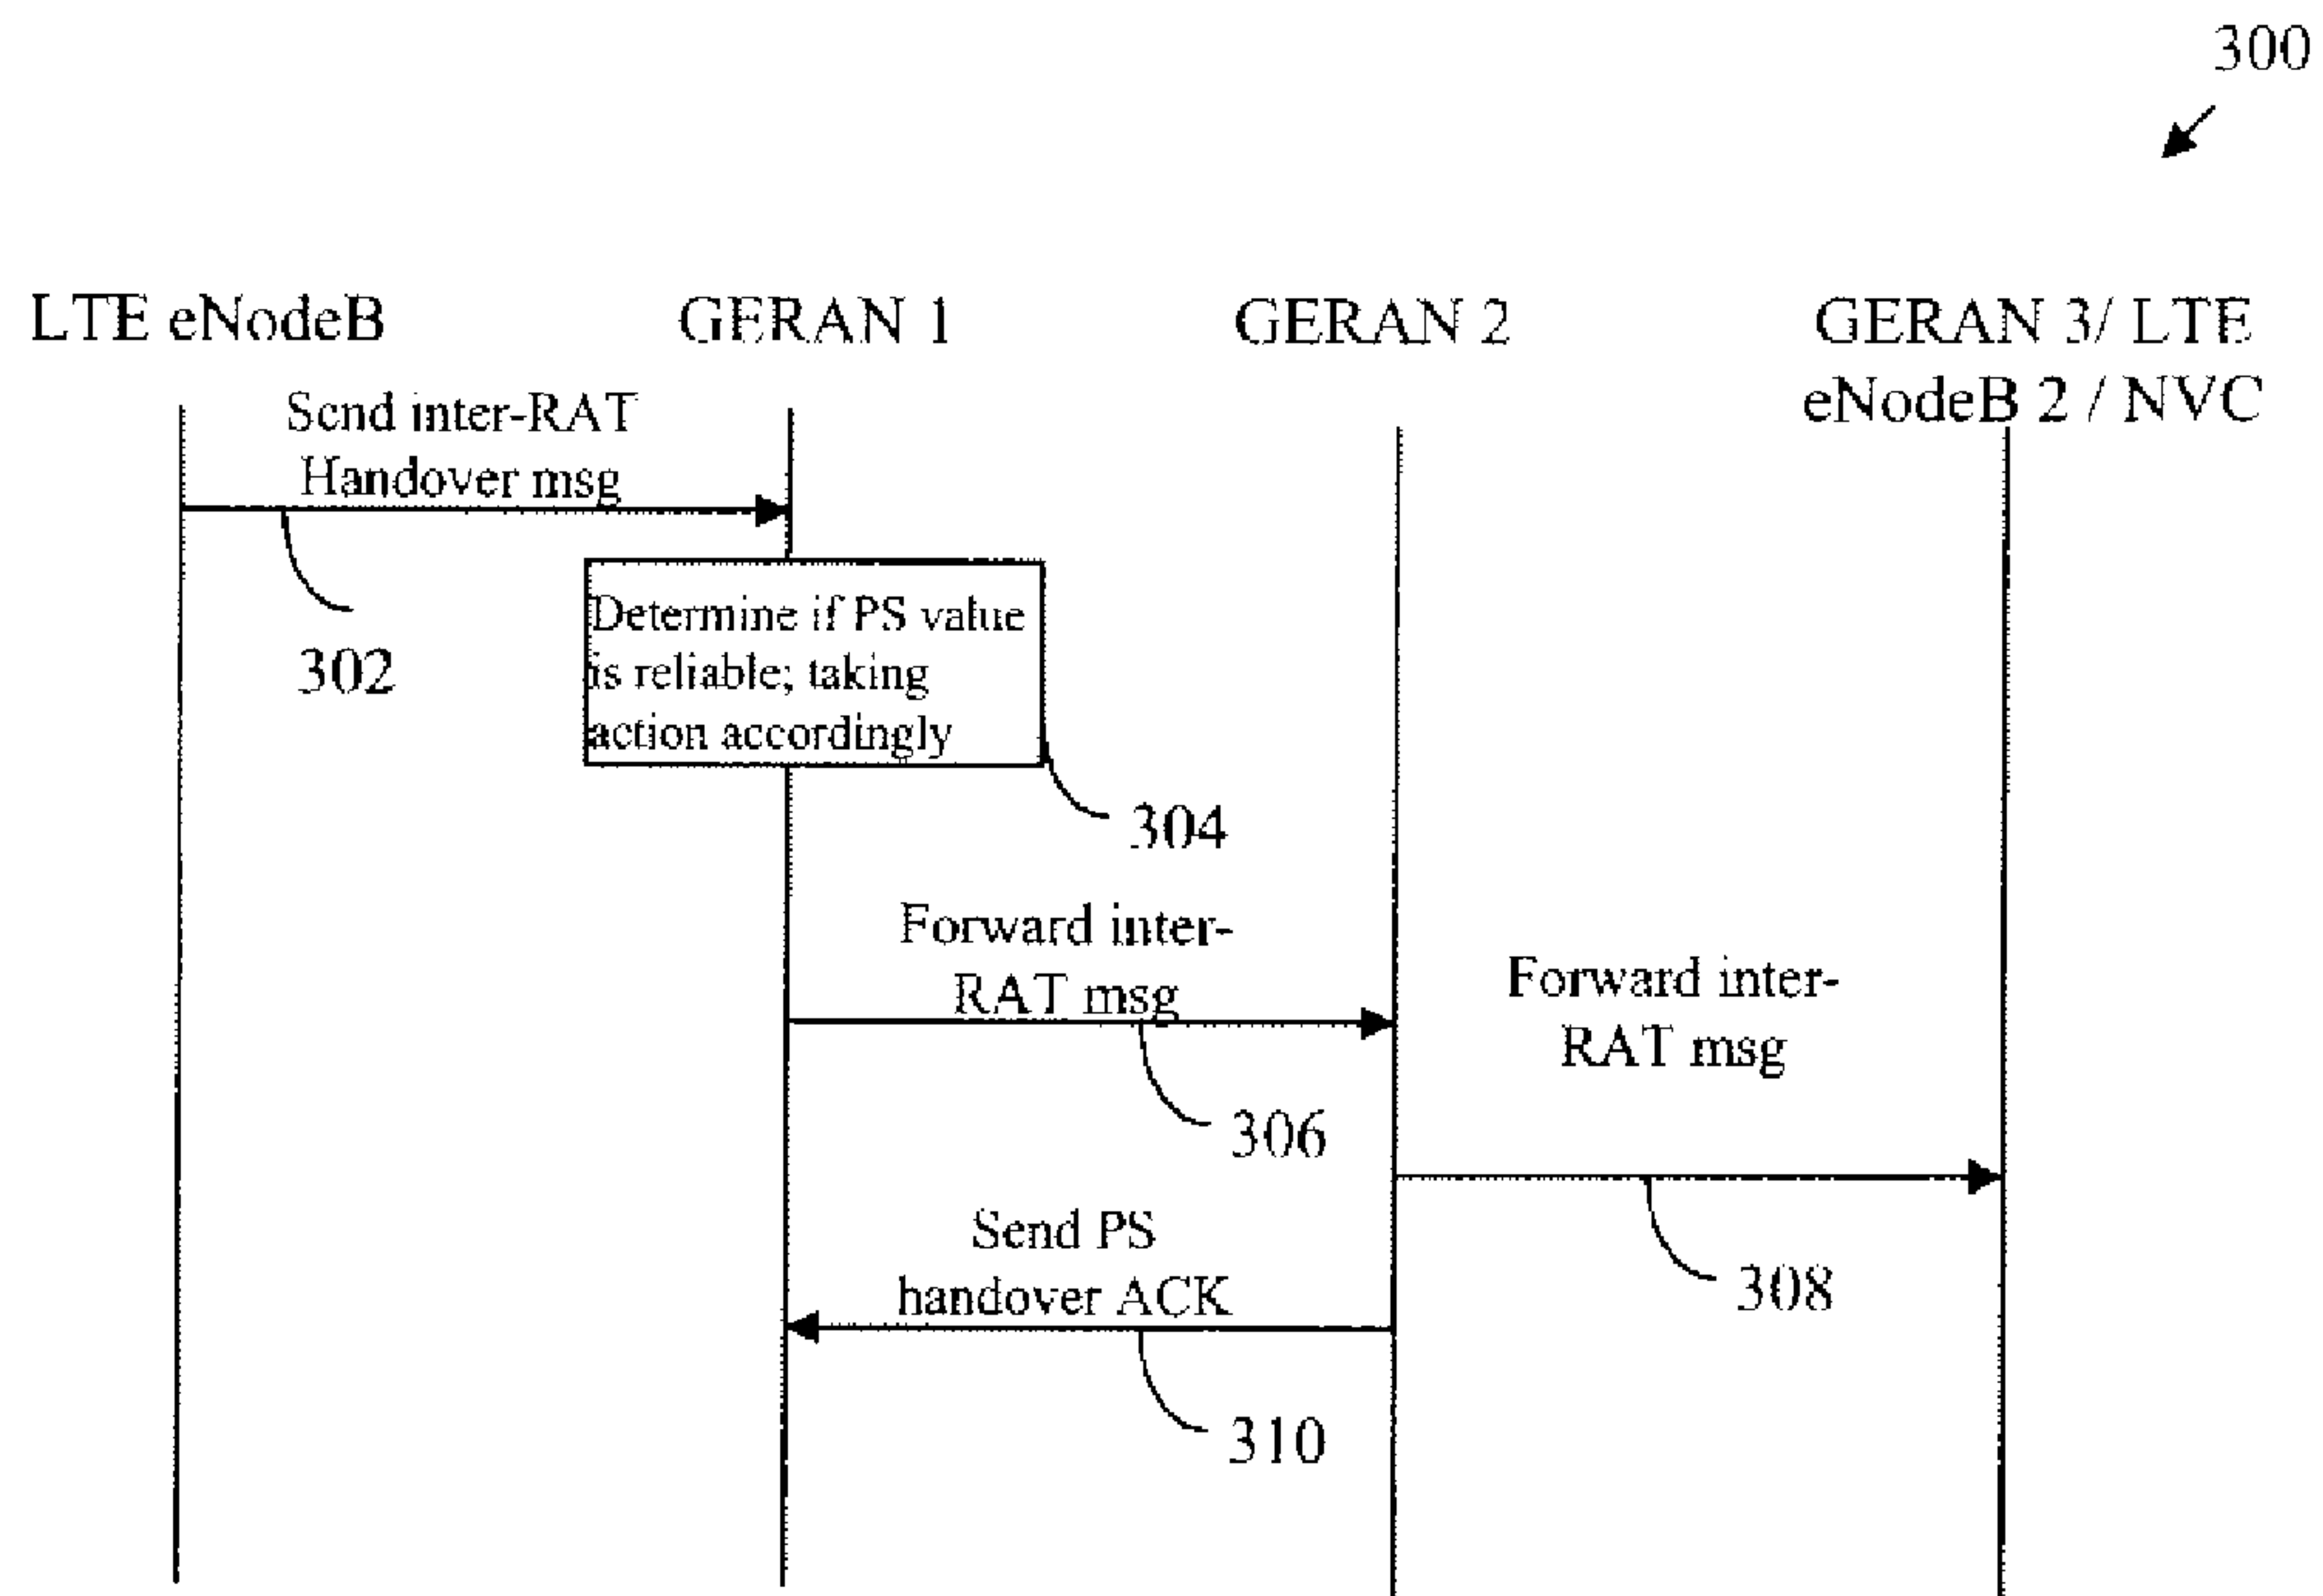 300
LTE eNodeB
GERAN 1
GERAN 2
GERAN 3/ LTE
eNodeB 2 / NVC
Send inter-RAT
Handover msg
302
Determine if PS value
is reliable; taking
action accordingly
304
Forward inter-
RAT msg
306
Forward inter-
RAT msg
308
Send PS
handover ACK
310